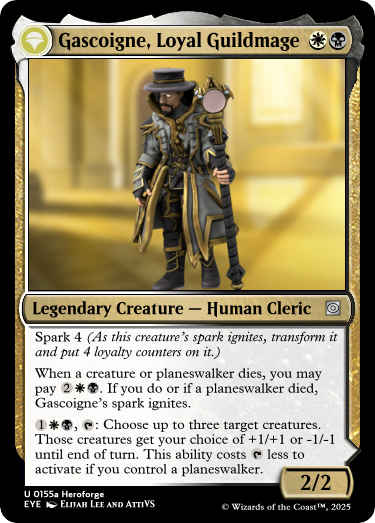 Gascoigne, Loyal Guildmage
Legendary Creature — Human Cleric
Spark 4 (As this creature's spark ignites, transform it
and put 4 loyalty counters on it.)
When a creature or planeswalker dies, you may
pay 2. If you do or if a planeswalker died,
Gascoigne's spark ignites.
1, : Choose up to three target creatures.
Those creatures get your choice of +1/+1 or -1/-1
until end of turn. This ability costs less to
activate if you control a planeswalker.
2/2
U 0155a Heroforge
EYE Elijah Lee and AttiVS
© Wizards of the Coast™, 2025